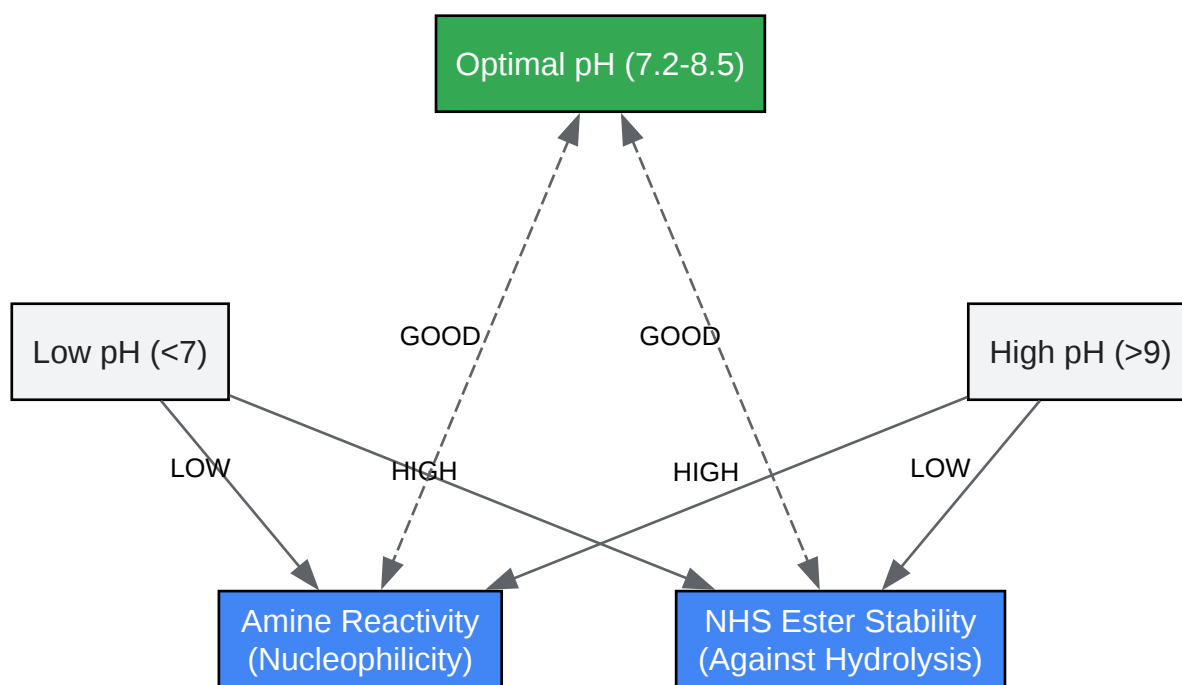 Optimal pH (7.2-8.5)
GOOD
GOOD
Low pH (<7)
High pH (>9)
LOW
HIGH
HIGH
LOW
Amine Reactivity
(Nucleophilicity)
NHS Ester Stability
(Against Hydrolysis)